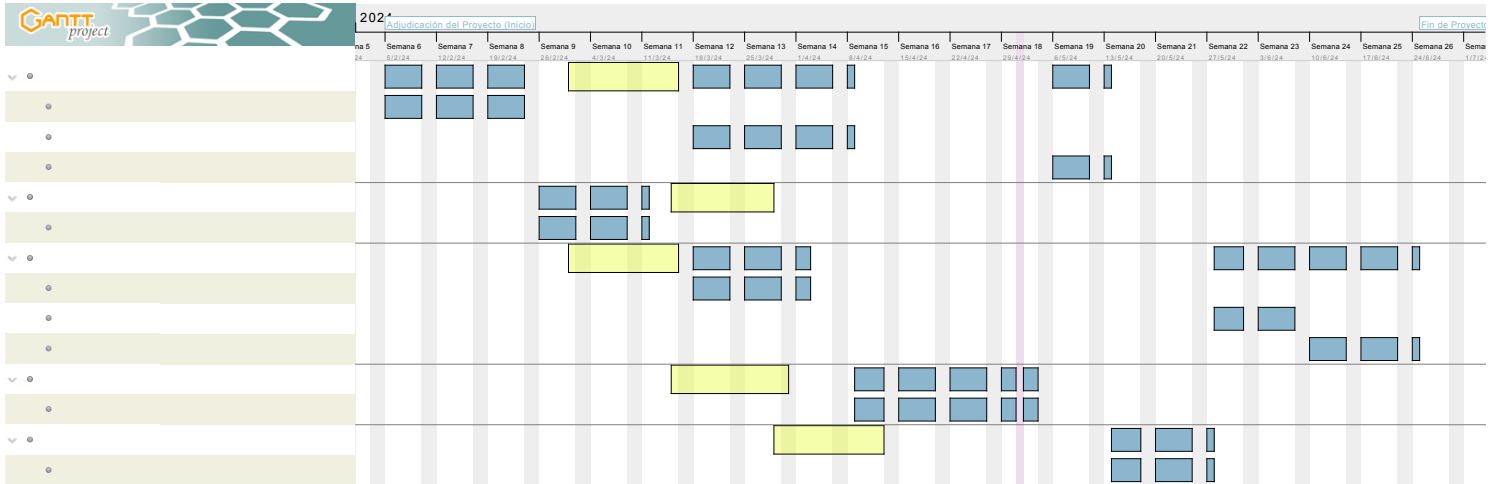 GANTT project
2024
Adjudicación del Proyecto (Inicio)
Fin de Proyecto
na 5 Semana 6 Semana 7 Semana 8 Semana 9 Semana 10 Semana 11 Semana 12 Semana 13 Semana 14 Semana 15 Semana 16 Semana 17 Semana 18 Semana 19 Semana 20 Semana 21 Semana 22 Semana 23 Semana 24 Semana 25 Semana 26 Sema
24 5/2/24 12/2/24 19/2/24 26/2/24 4/3/24 11/3/24 18/3/24 25/3/24 1/4/24 8/4/24 15/4/24 22/4/24 29/4/24 6/5/24 13/5/24 20/5/24 27/5/24 3/6/24 10/6/24 17/6/24 24/6/24 1/7/24